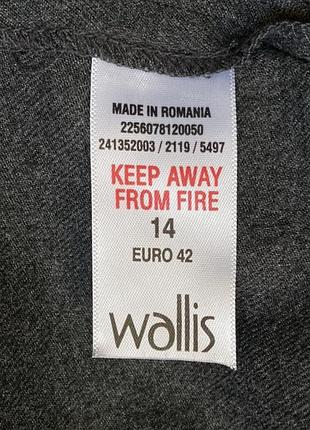 MADE IN ROMANIA
2256078120050
241352003 / 2119 / 5497
KEEP AWAY
FROM FIRE
14
EURO 42
wallis